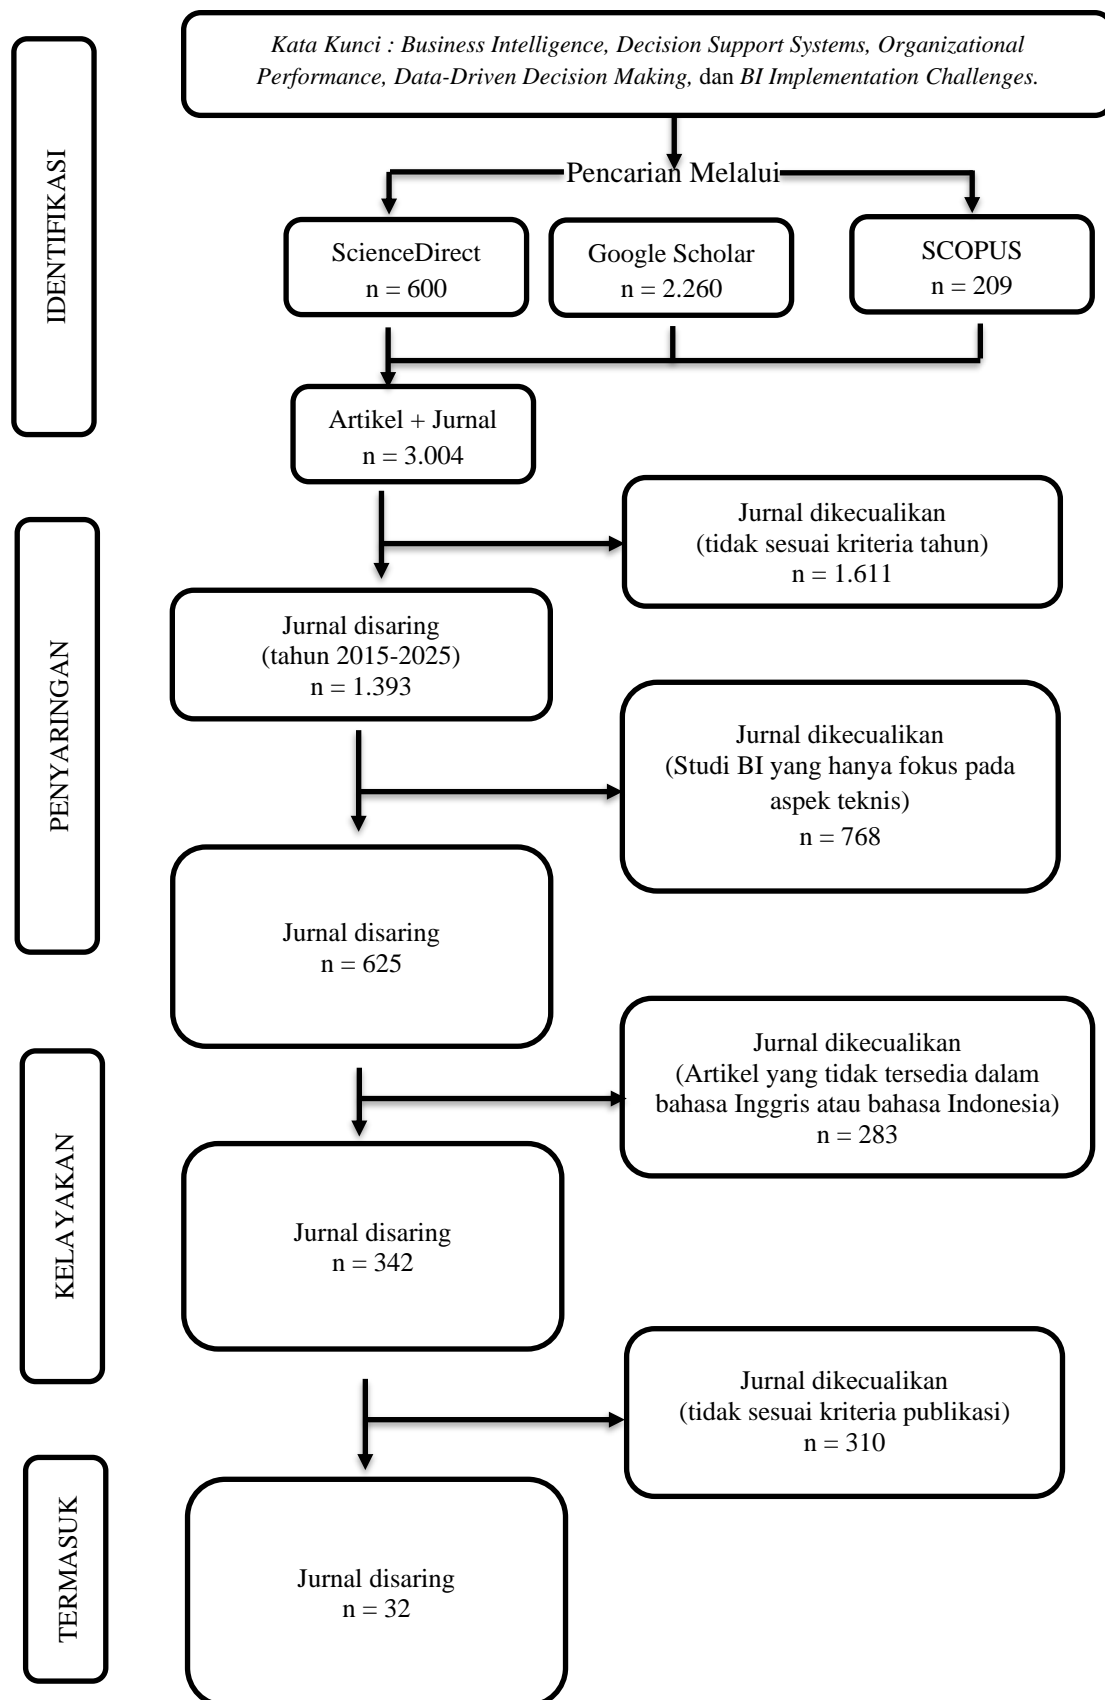 Kata Kunci : Business Intelligence, Decision Support Systems, Organizational
Performance, Data-Driven Decision Making, dan BI Implementation Challenges.
IDENTIFIKASI
Pencarian Melalui
ScienceDirect
n = 600
Google Scholar
n = 2.260
SCOPUS
n = 209
Artikel + Jurnal
n = 3.004
PENYARINGAN
Jurnal dikecualikan
(tidak sesuai kriteria tahun)
n = 1.611
Jurnal disaring
(tahun 2015-2025)
n = 1.393
Jurnal dikecualikan
(Studi BI yang hanya fokus pada
aspek teknis)
n = 768
Jurnal disaring
n = 625
KELAYAKAN
Jurnal dikecualikan
(Artikel yang tidak tersedia dalam
bahasa Inggris atau bahasa Indonesia)
n = 283
Jurnal disaring
n = 342
Jurnal dikecualikan
(tidak sesuai kriteria publikasi)
n = 310
TERMASUK
Jurnal disaring
n = 32